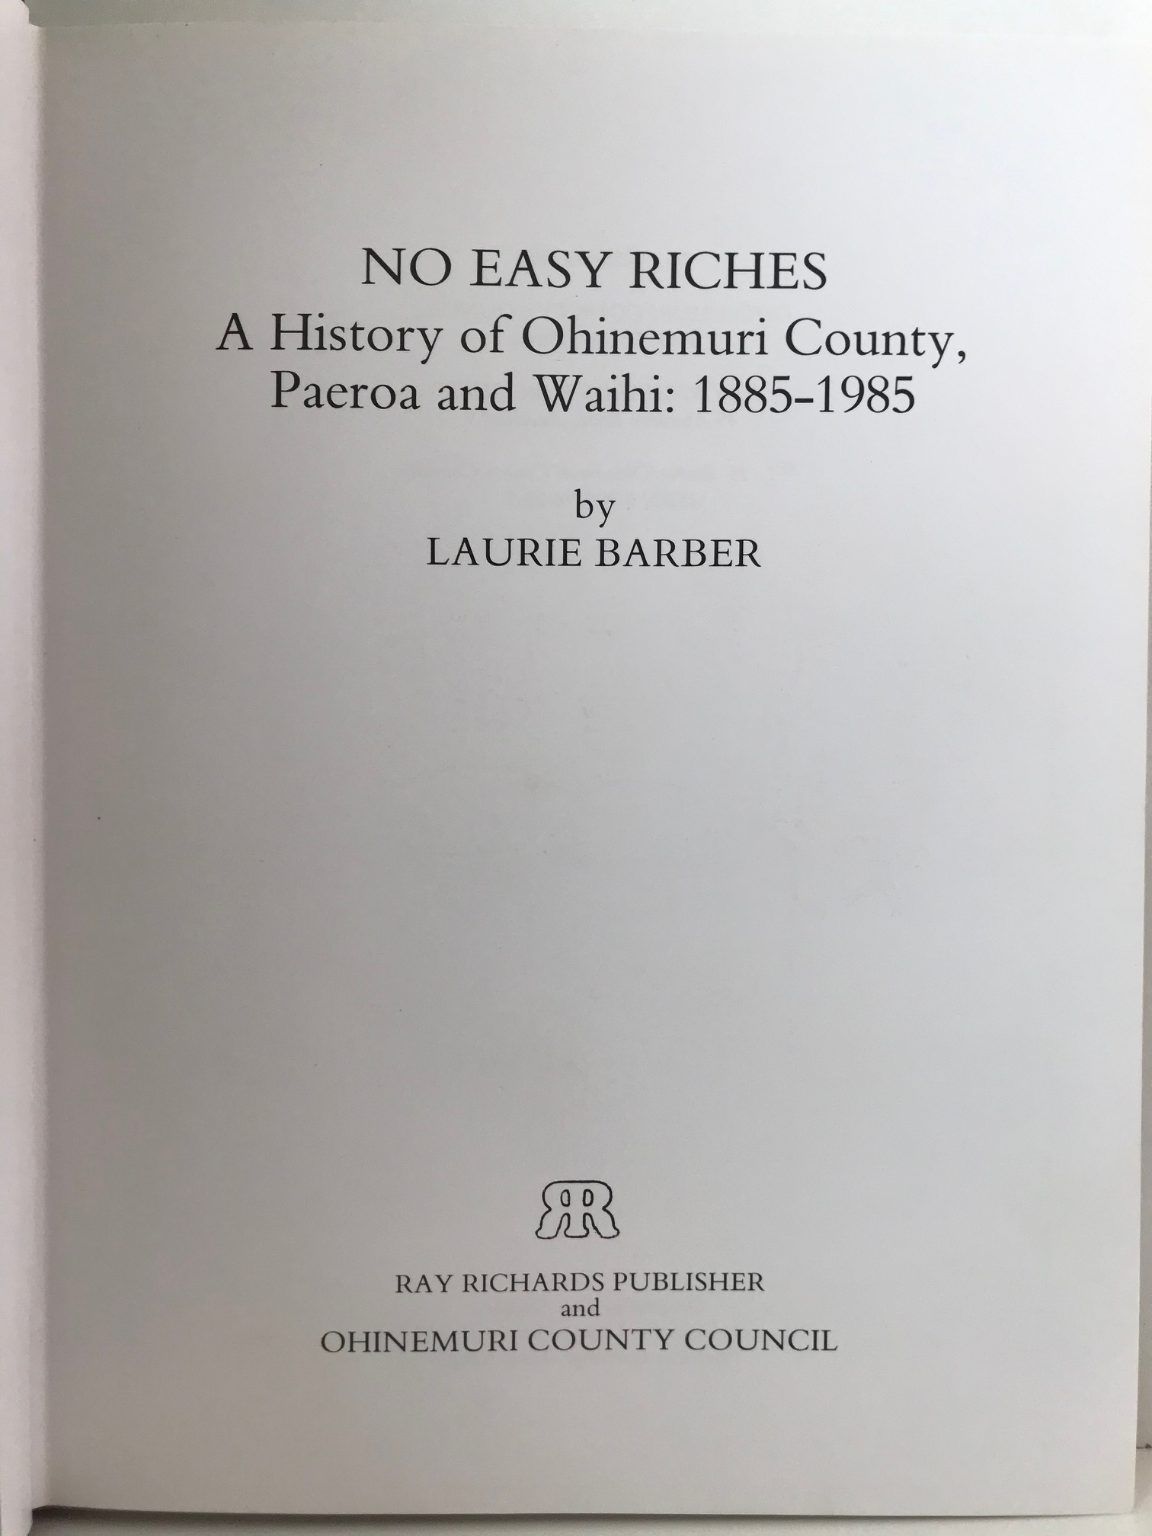 NO EASY RICHES
A History of Ohinemuri County,
Paeroa and Waihi: 1885–1985
by
LAURIE BARBER
RR
RAY RICHARDS PUBLISHER
and
OHINEMURI COUNTY COUNCIL